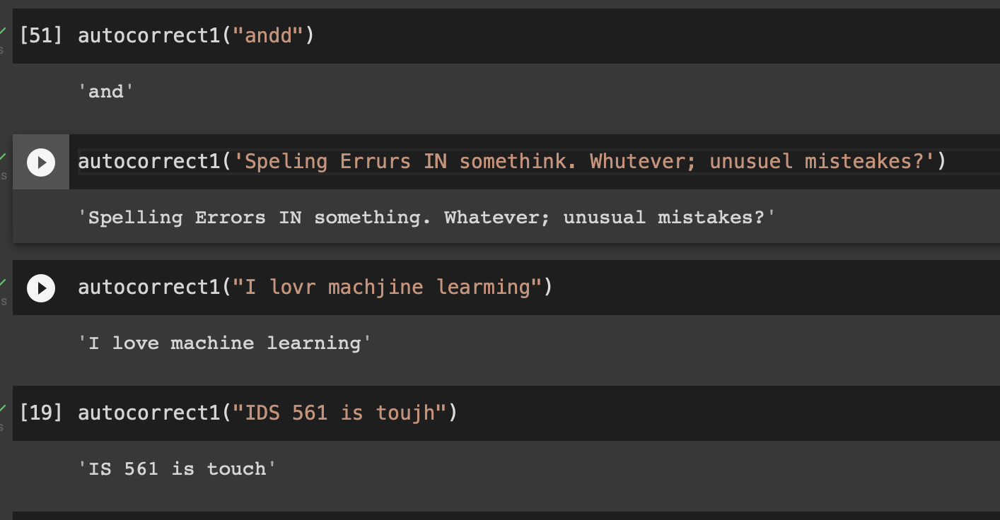 [51] autocorrect1("andd")
'and'
autocorrect1('Speling Errurs IN somethink. Whutever; unusuel misteakes?')
'Spelling Errors IN something. Whatever; unusual mistakes?'
autocorrect1("I lovr machjine learming")
'I love machine learning'
[19] autocorrect1("IDS 561 is toujh")
'IS 561 is touch'